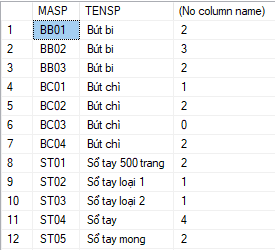 MASP TENSP (No column name)
1 BB01 Bút bi 2
2 BB02 Bút bi 3
3 BB03 Bút bi 2
4 BC01 Bút chì 1
5 BC02 Bút chì 2
6 BC03 Bút chì 0
7 BC04 Bút chì 2
8 ST01 Sổ tay 500 trang 2
9 ST02 Sổ tay loại 1 1
10 ST03 Sổ tay loại 2 1
11 ST04 Sổ tay 4
12 ST05 Sổ tay mong 2